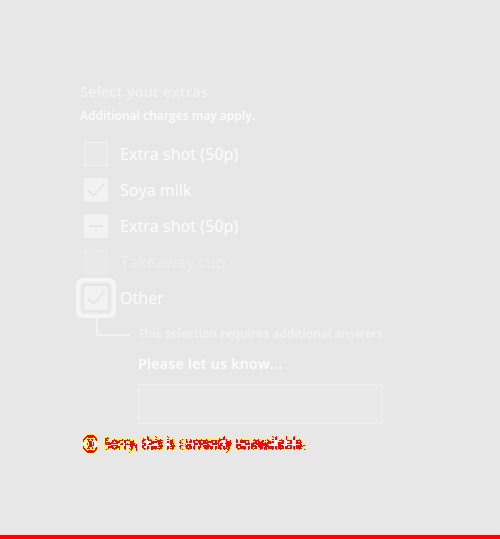 Select your extras
Additional charges may apply.
Extra shot (50p)
Soya milk
Extra shot (50p)
Takeaway cup
Other
This selection requires additional answers
Please let us know...
Sorry, this is currently unavailable.